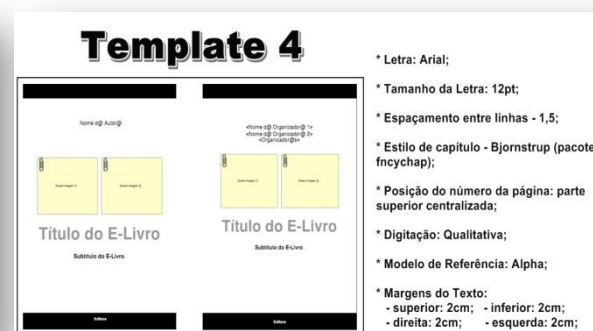 Template 4
Nome d@ Autor@
Título do E-Livro
Subtítulo do E-Livro
Editora
<Nome d@ Organizador@ 1>
<Nome d@ Organizador@ 2>
<Organizador@s>
Título do E-Livro
Subtítulo do E-Livro
Editora
* Letra: Arial;
* Tamanho da Letra: 12pt;
* Espaçamento entre linhas - 1,5;
* Estilo de capítulo - Bjornstrup (pacote
fncychap);
* Posição do número da página: parte
superior centralizada;
* Digitação: Qualitativa;
* Modelo de Referência: Alpha;
* Margens do Texto:
- superior: 2cm; - inferior: 2cm;
- direita: 2cm; - esquerda: 2cm;